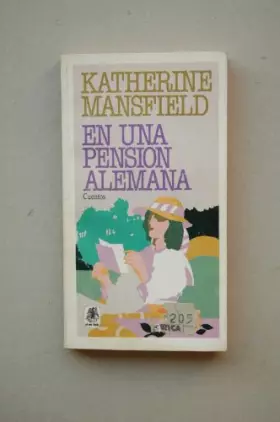 KATHERINE
MANSFIELD
EN UNA
PENSION
ALEMANA
Cuentos
205